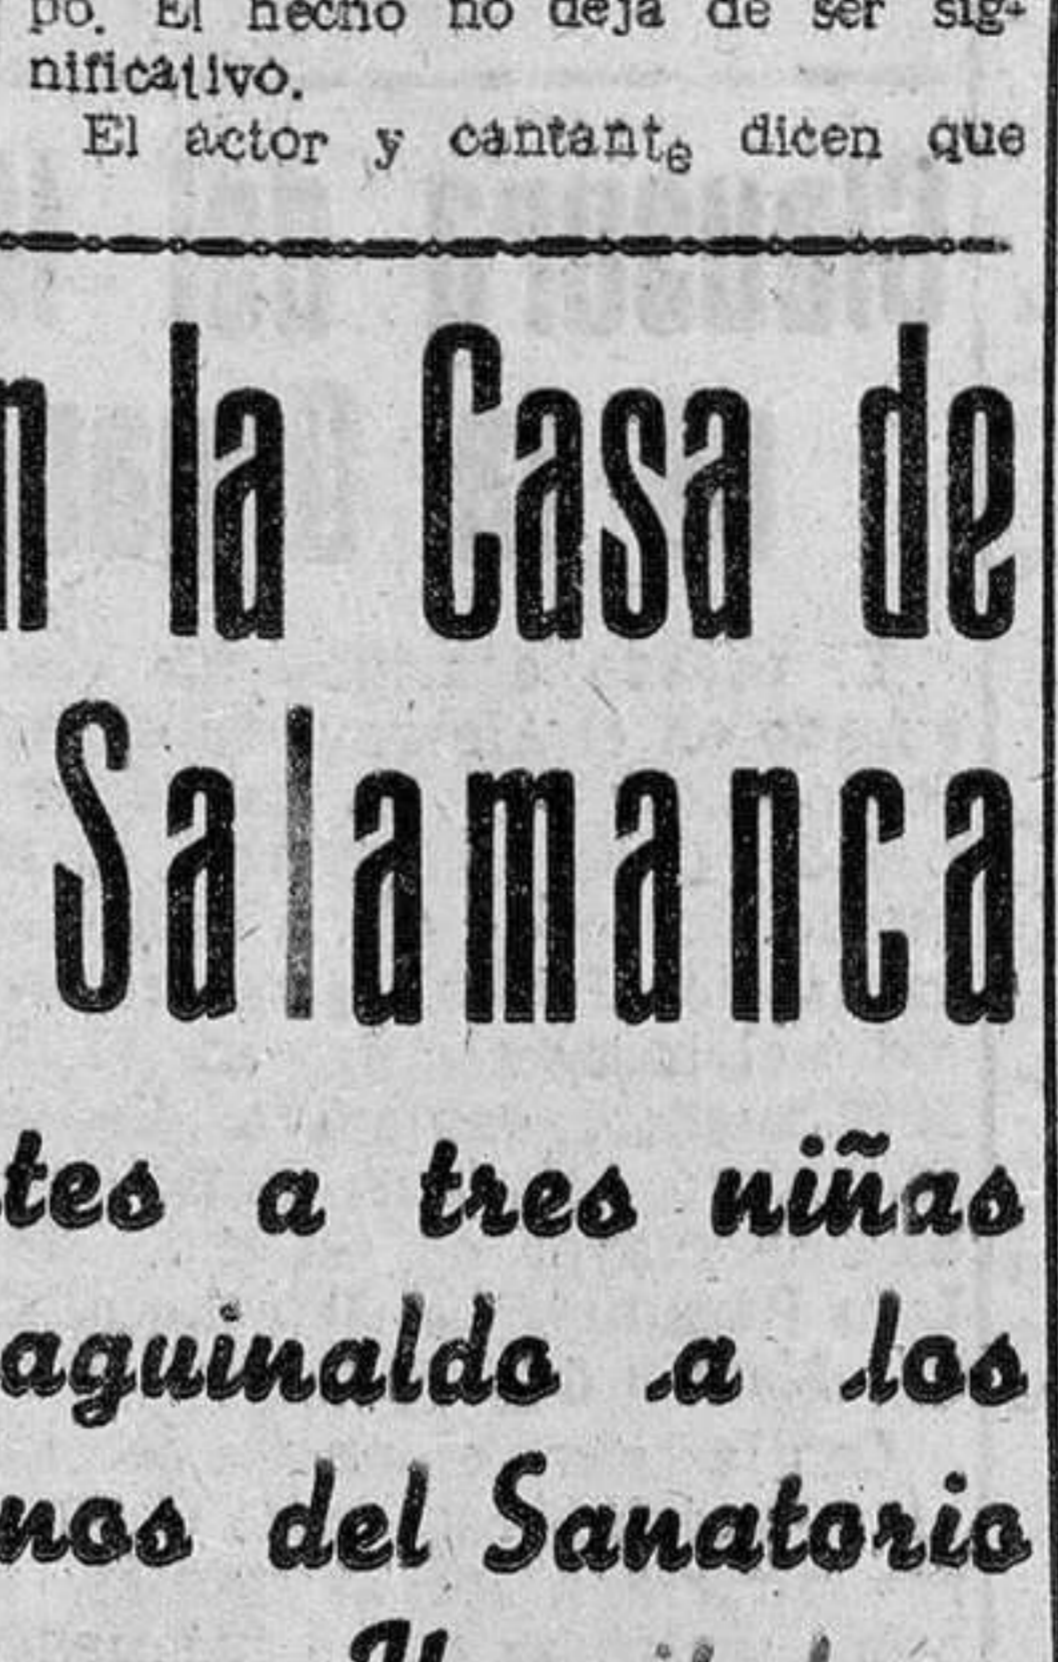 po. El hecho no deja de ser sig-
nificativo.
El actor y cantante dicen que
n la Casa de
Salamanca
tes a tres niñas
aguinaldo a los
nos del Sanatorio